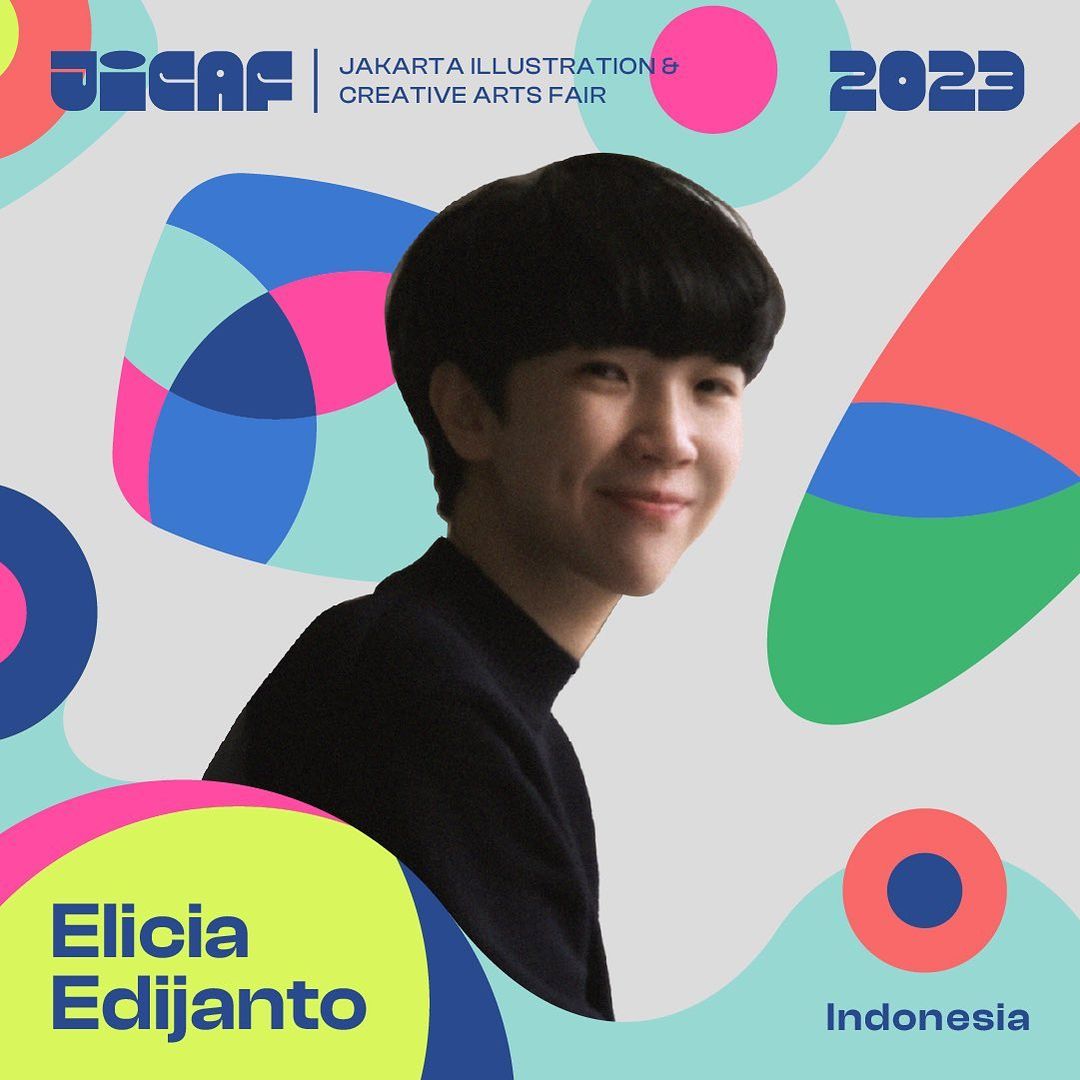 JICAF
JAKARTA ILLUSTRATION &
CREATIVE ARTS FAIR
2023
Elicia
Edijanto
Indonesia